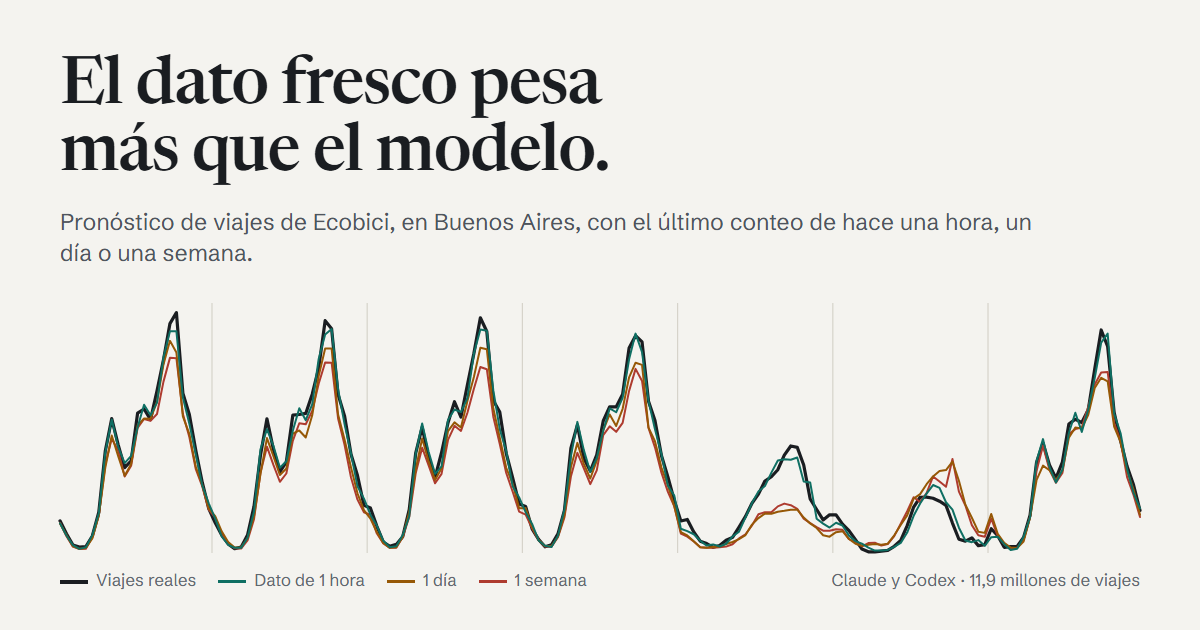 El dato fresco pesa
más que el modelo.
Pronóstico de viajes de Ecobici, en Buenos Aires, con el último conteo de hace una hora, un
día o una semana.
Viajes reales
Dato de 1 hora
1 día
1 semana
Claude y Codex · 11,9 millones de viajes